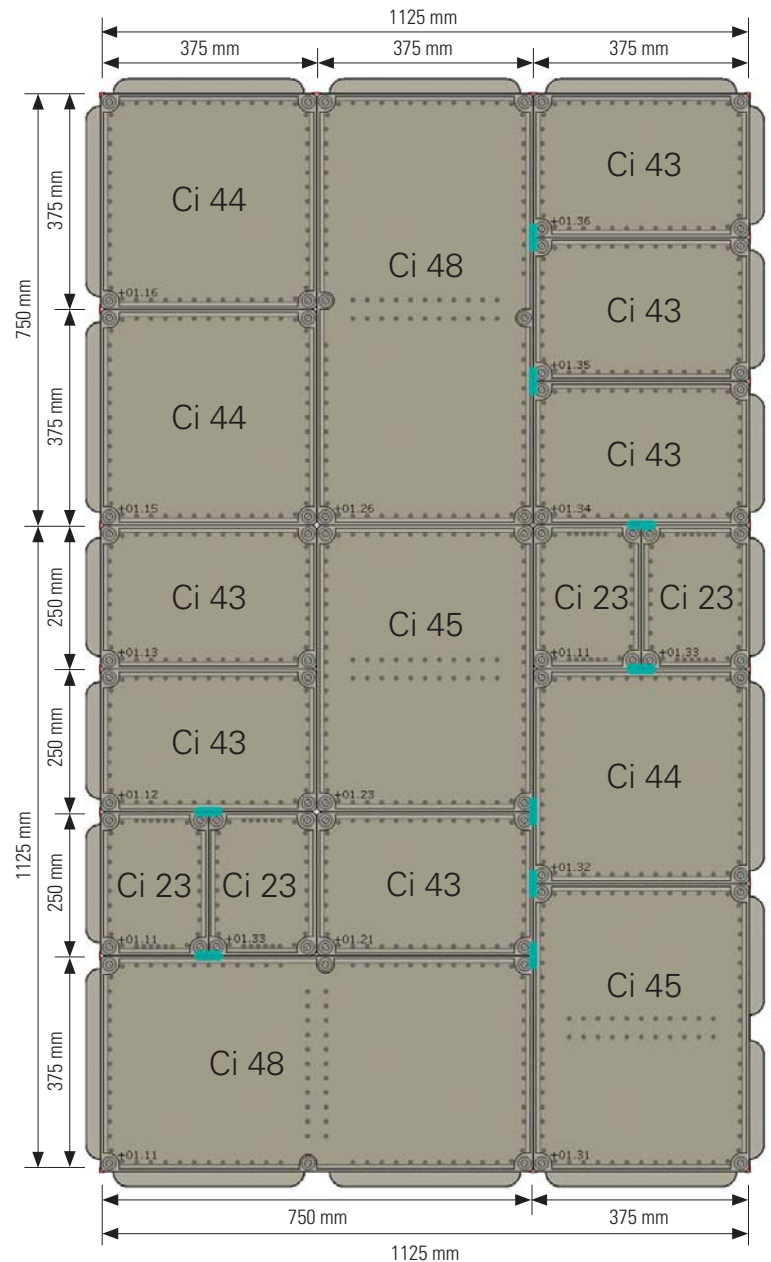 1125 mm
375 mm 375 mm 375 mm
750 mm
375 mm
375 mm
1125 mm
250 mm
250 mm
250 mm
375 mm
Ci 44
+01.16
Ci 48
+01.26
Ci 43
+01.36
Ci 43
+01.35
Ci 44
+01.15
Ci 43
+01.34
Ci 43
+01.13
Ci 45
+01.23
Ci 23
+01.11
Ci 23
+01.33
Ci 43
+01.12
Ci 44
+01.32
Ci 23
+01.11
Ci 23
+01.33
Ci 43
+01.21
Ci 45
+01.31
Ci 48
+01.11
750 mm 375 mm
1125 mm